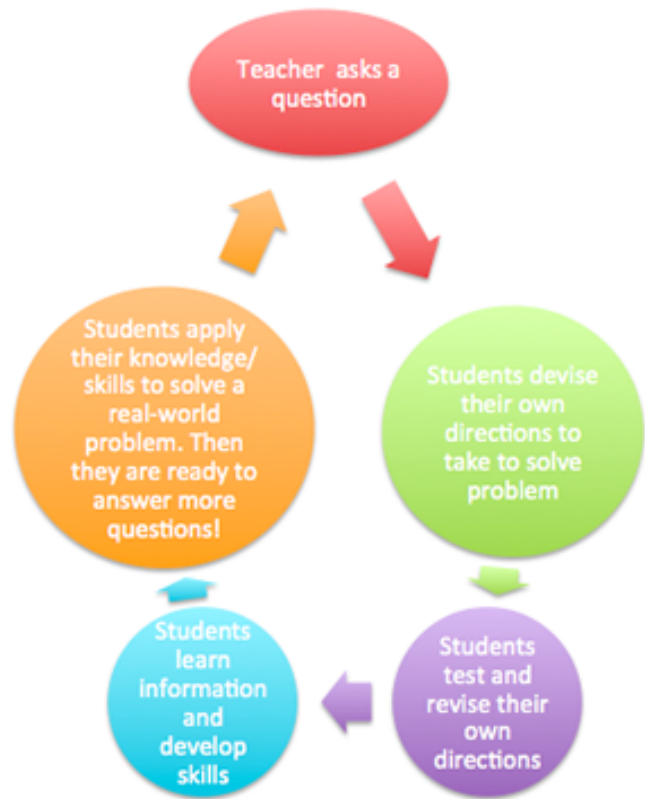 Teacher asks a
question
Students devise
their own
directions to
take to solve
problem
Students
test and
revise their
own
directions
Students
learn
information
and
develop
skills
Students apply
their knowledge/
skills to solve a
real-world
problem. Then
they are ready to
answer more
questions!